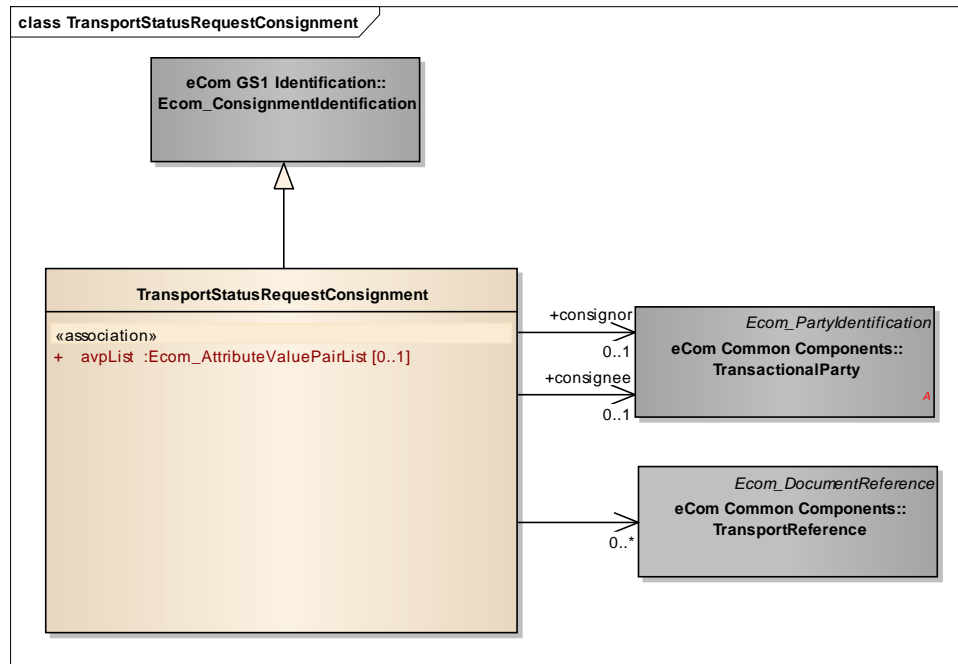 class TransportStatusRequestConsignment
eCom GS1 Identification::
Ecom_ConsignmentIdentification
TransportStatusRequestConsignment
«association»
+ avpList :Ecom_AttributeValuePairList [0..1]
+consignor
0..1
+consignee
0..1
Ecom_PartyIdentification
eCom Common Components::
TransactionalParty
A
Ecom_DocumentReference
eCom Common Components::
TransportReference
0..*